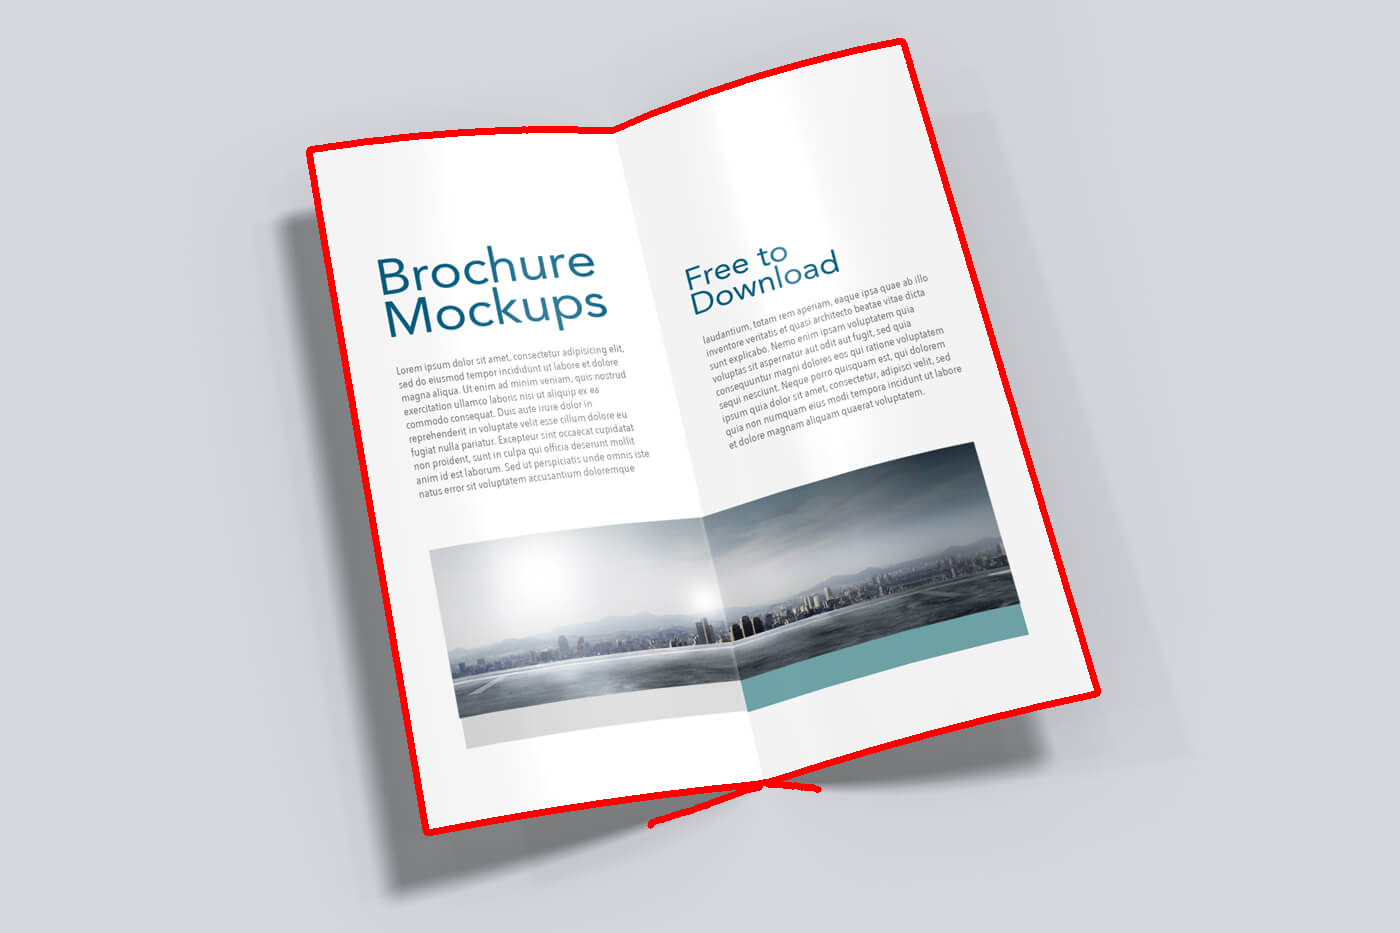 Brochure
Mockups
Lorem ipsum dolor sit amet, consectetur adipisicing elit,
sed do eiusmod tempor incididunt ut labore et dolore
magna aliqua. Ut enim ad minim veniam, quis nostrud
exercitation ullamco laboris nisi ut aliquip ex ea
commodo consequat. Duis aute irure dolor in
reprehenderit in voluptate velit esse cillum dolore eu
fugiat nulla pariatur. Excepteur sint occaecat cupidatat
non proident, sunt in culpa qui officia deserunt mollit
anim id est laborum. Sed ut perspiciatis unde omnis iste
natus error sit voluptatem accusantium doloremque
Free to
Download
laudantium, totam rem aperiam, eaque ipsa quae ab illo
inventore veritatis et quasi architecto beatae vitae dicta
sunt explicabo. Nemo enim ipsam voluptatem quia
voluptas sit aspernatur aut odit aut fugit, sed quia
consequuntur magni dolores eos qui ratione voluptatem
sequi nesciunt. Neque porro quisquam est, qui dolorem
ipsum quia dolor sit amet, consectetur, adipisci velit, sed
quia non numquam eius modi tempora incidunt ut labore
et dolore magnam aliquam quaerat voluptatem.